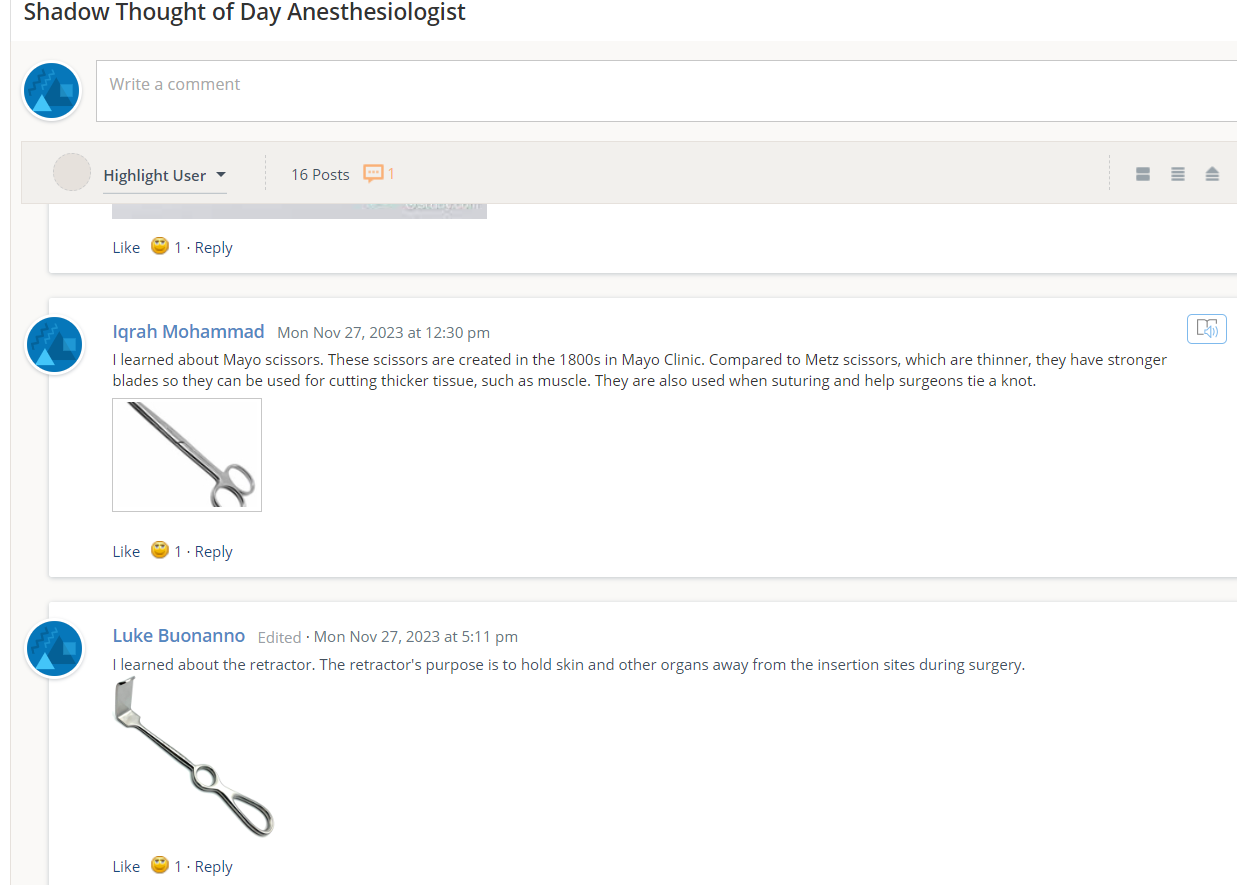 Shadow Thought of Day Anesthesiologist
Write a comment
Highlight User
16 Posts 1
Like 1 · Reply
Iqrah Mohammad Mon Nov 27, 2023 at 12:30 pm
I learned about Mayo scissors. These scissors are created in the 1800s in Mayo Clinic. Compared to Metz scissors, which are thinner, they have stronger
blades so they can be used for cutting thicker tissue, such as muscle. They are also used when suturing and help surgeons tie a knot.
Like 1 · Reply
Luke Buonanno Edited · Mon Nov 27, 2023 at 5:11 pm
I learned about the retractor. The retractor's purpose is to hold skin and other organs away from the insertion sites during surgery.
Like 1 · Reply